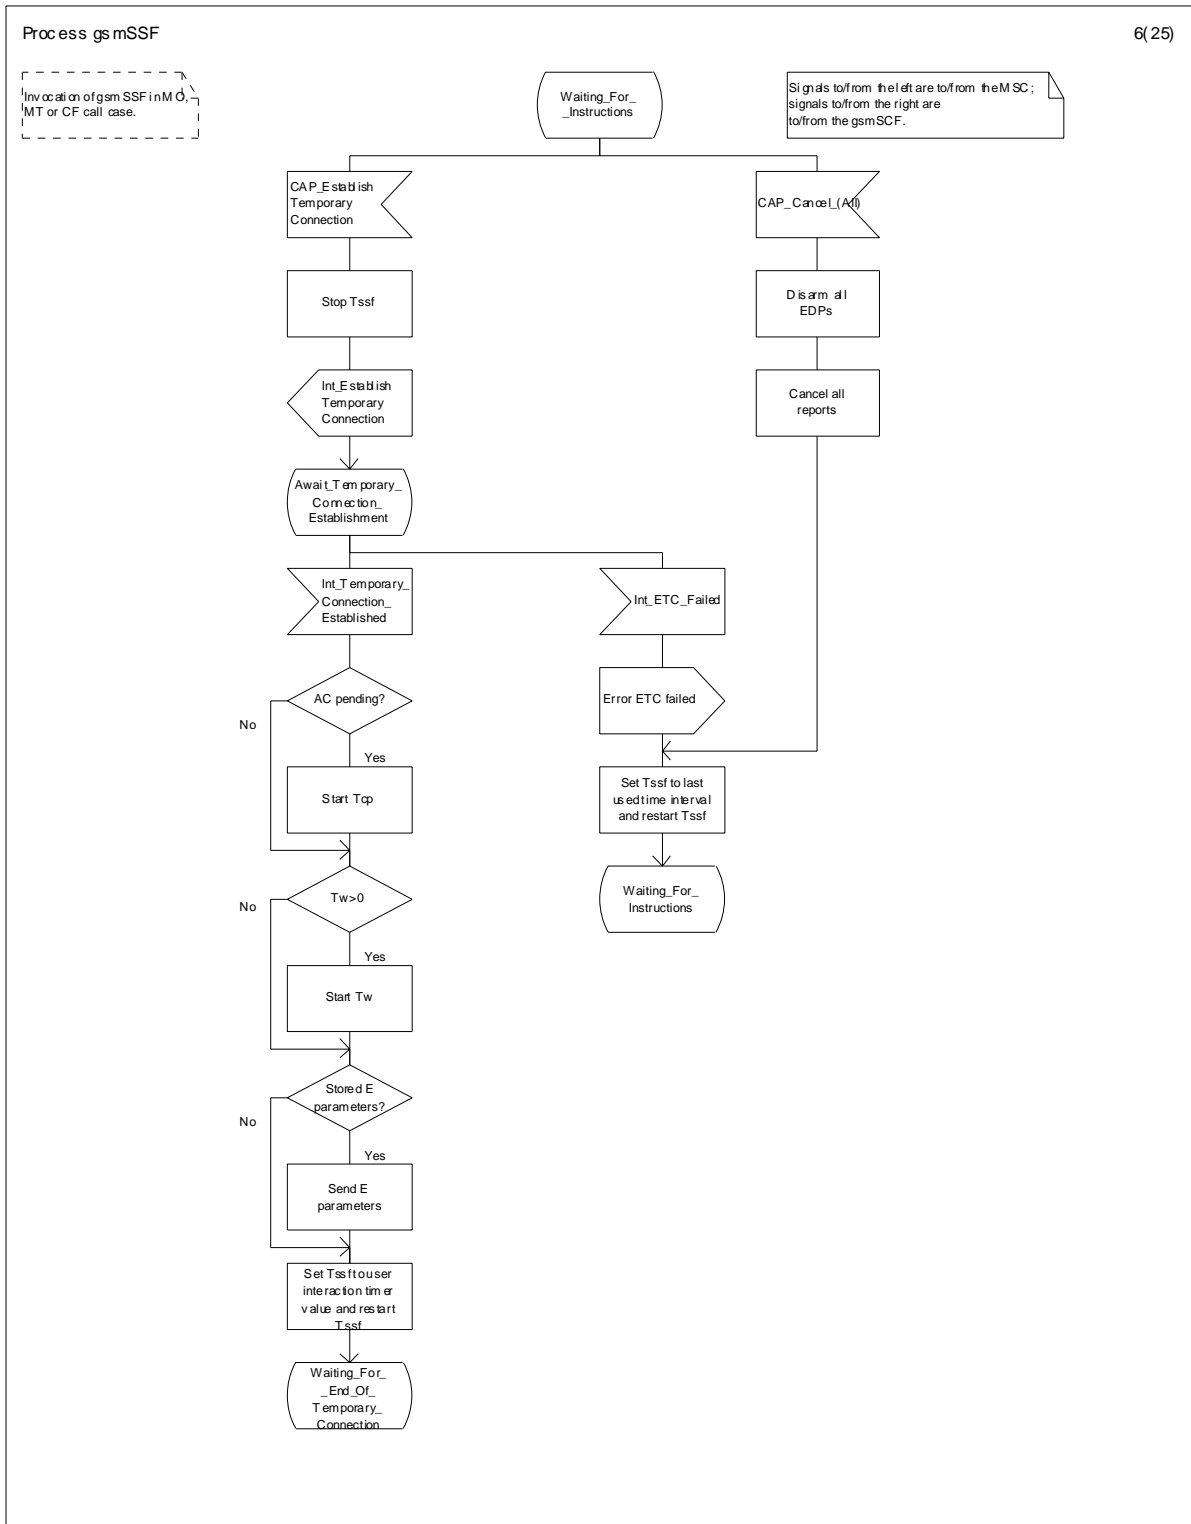 Process gsmSSF
6(25)
Invocation of gsmSSF in MO,
MT or CF call case.
Waiting_For_
_Instructions
Signals to/from the left are to/from the MSC;
signals to/from the right are
to/from the gsmSCF.
CAP_Establish
Temporary
Connection
CAP_Cancel_(All)
Stop Tssf
Disarm all
EDPs
Int_Establish
Temporary
Connection
Cancel all
reports
Await_Temporary_
Connection_
Establishment
Int_Temporary_
Connection_
Established
Int_ETC_Failed
AC pending?
Error ETC failed
No
Yes
Start Tcp
Set Tssf to last
used time interval
and restart Tssf
Tw>0
Waiting_For_
Instructions
No
Yes
Start Tw
Stored E
parameters?
No
Yes
Send E
parameters
Set Tssf to user
interaction timer
value and restart
Tssf
Waiting_For_
_End_Of_
Temporary_
Connection